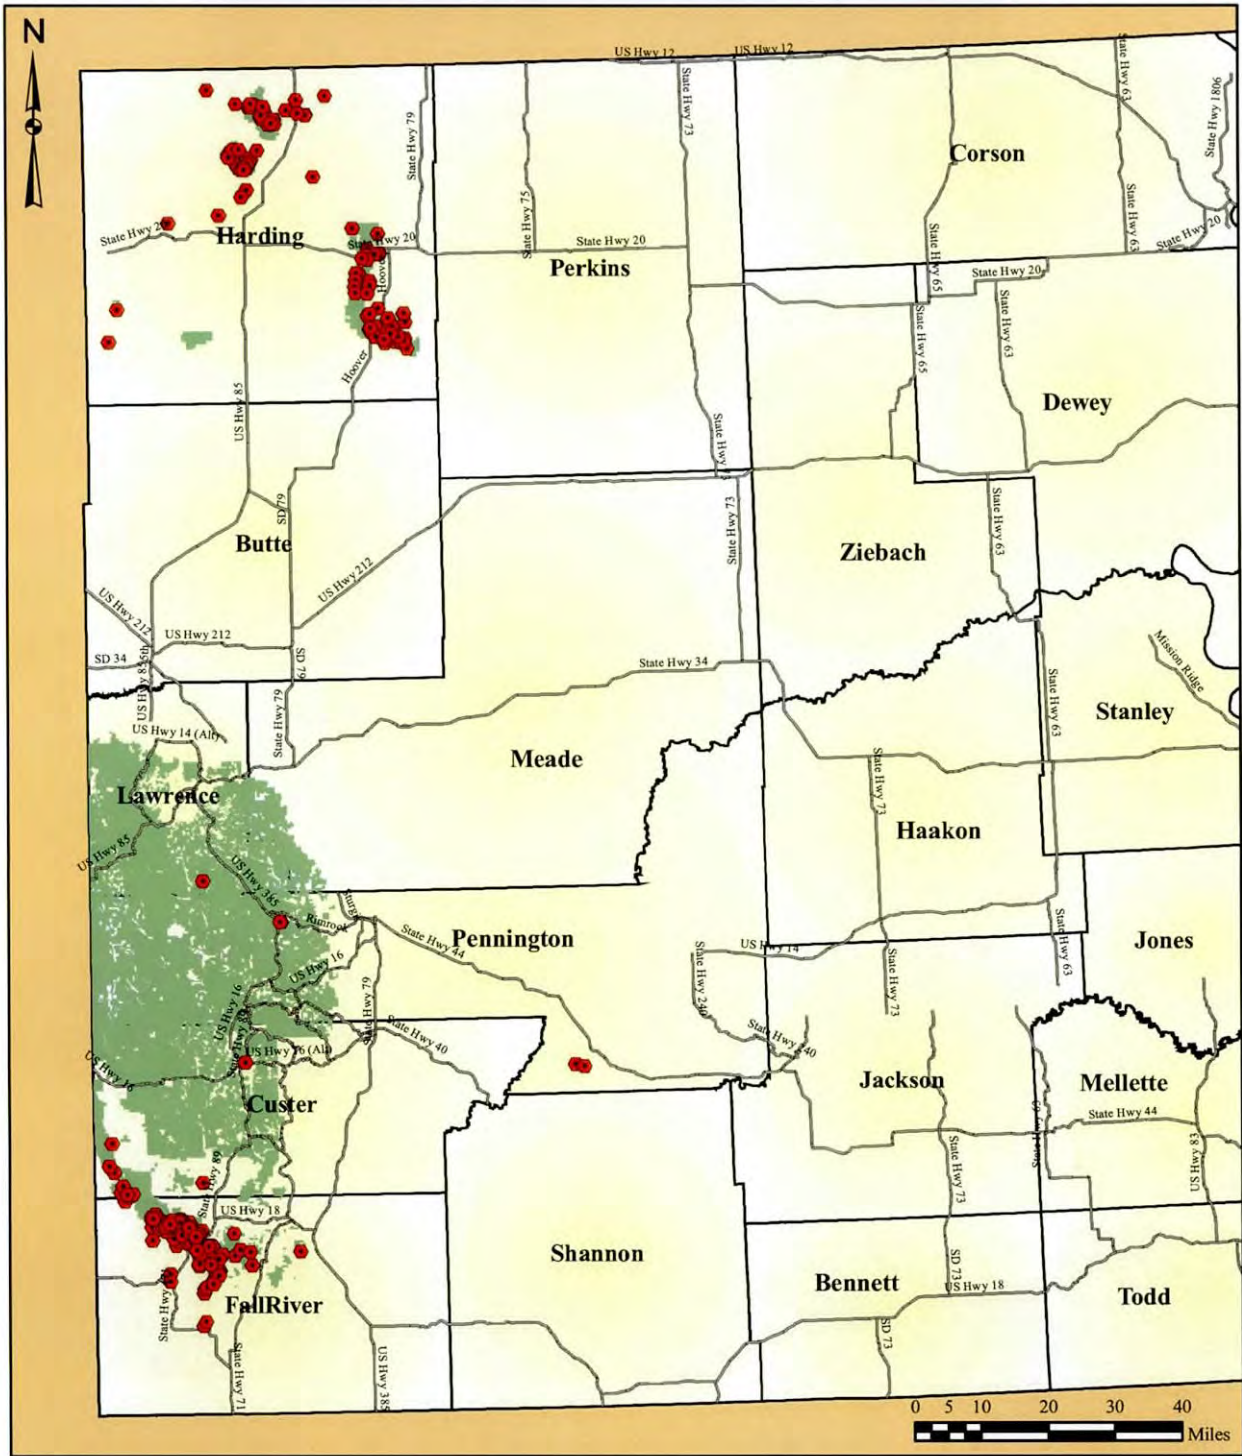 N
US Hwy 12
US Hwy 12
State Hwy 63
State Hwy 79
State Hwy 73
State Hwy 1806
Corson
State Hwy 75
State Hwy 20
Harding
State Hwy 20
State Hwy 20
State Hwy 63
State Hwy 20
Hoover
Perkins
State Hwy 65
State Hwy 20
State Hwy 63
State Hwy 65
Hoover
US Hwy 85
Dewey
State Hwy 73
SD 79
State Hwy 73
State Hwy 63
Butte
Ziebach
US Hwy 212
US Hwy 212
US Hwy 212
SD 34
SD 79
State Hwy 34
Mission Ridge
State Hwy 79
US Hwy 14 (Alt)
State Hwy 63
Stanley
Meade
Lawrence
State Hwy 73
Haakon
US Hwy 85
US Hwy 385
Rimrock
State Hwy 44
Pennington
US Hwy 14
State Hwy 63
Jones
US Hwy 16
State Hwy 79
State Hwy 240
State Hwy 73
US Hwy 16
State Hwy 40
US Hwy 16 (Alt)
US Hwy 16
Jackson
Mellette
Custer
State Hwy 44
State Hwy 63
State Hwy 89
State Hwy 73
US Hwy 83
US Hwy 18
Shannon
Bennett
SD 73
US Hwy 18
Todd
FallRiver
State Hwy 71
US Hwy 385
SD 73
0 5 10 20 30 40
Miles